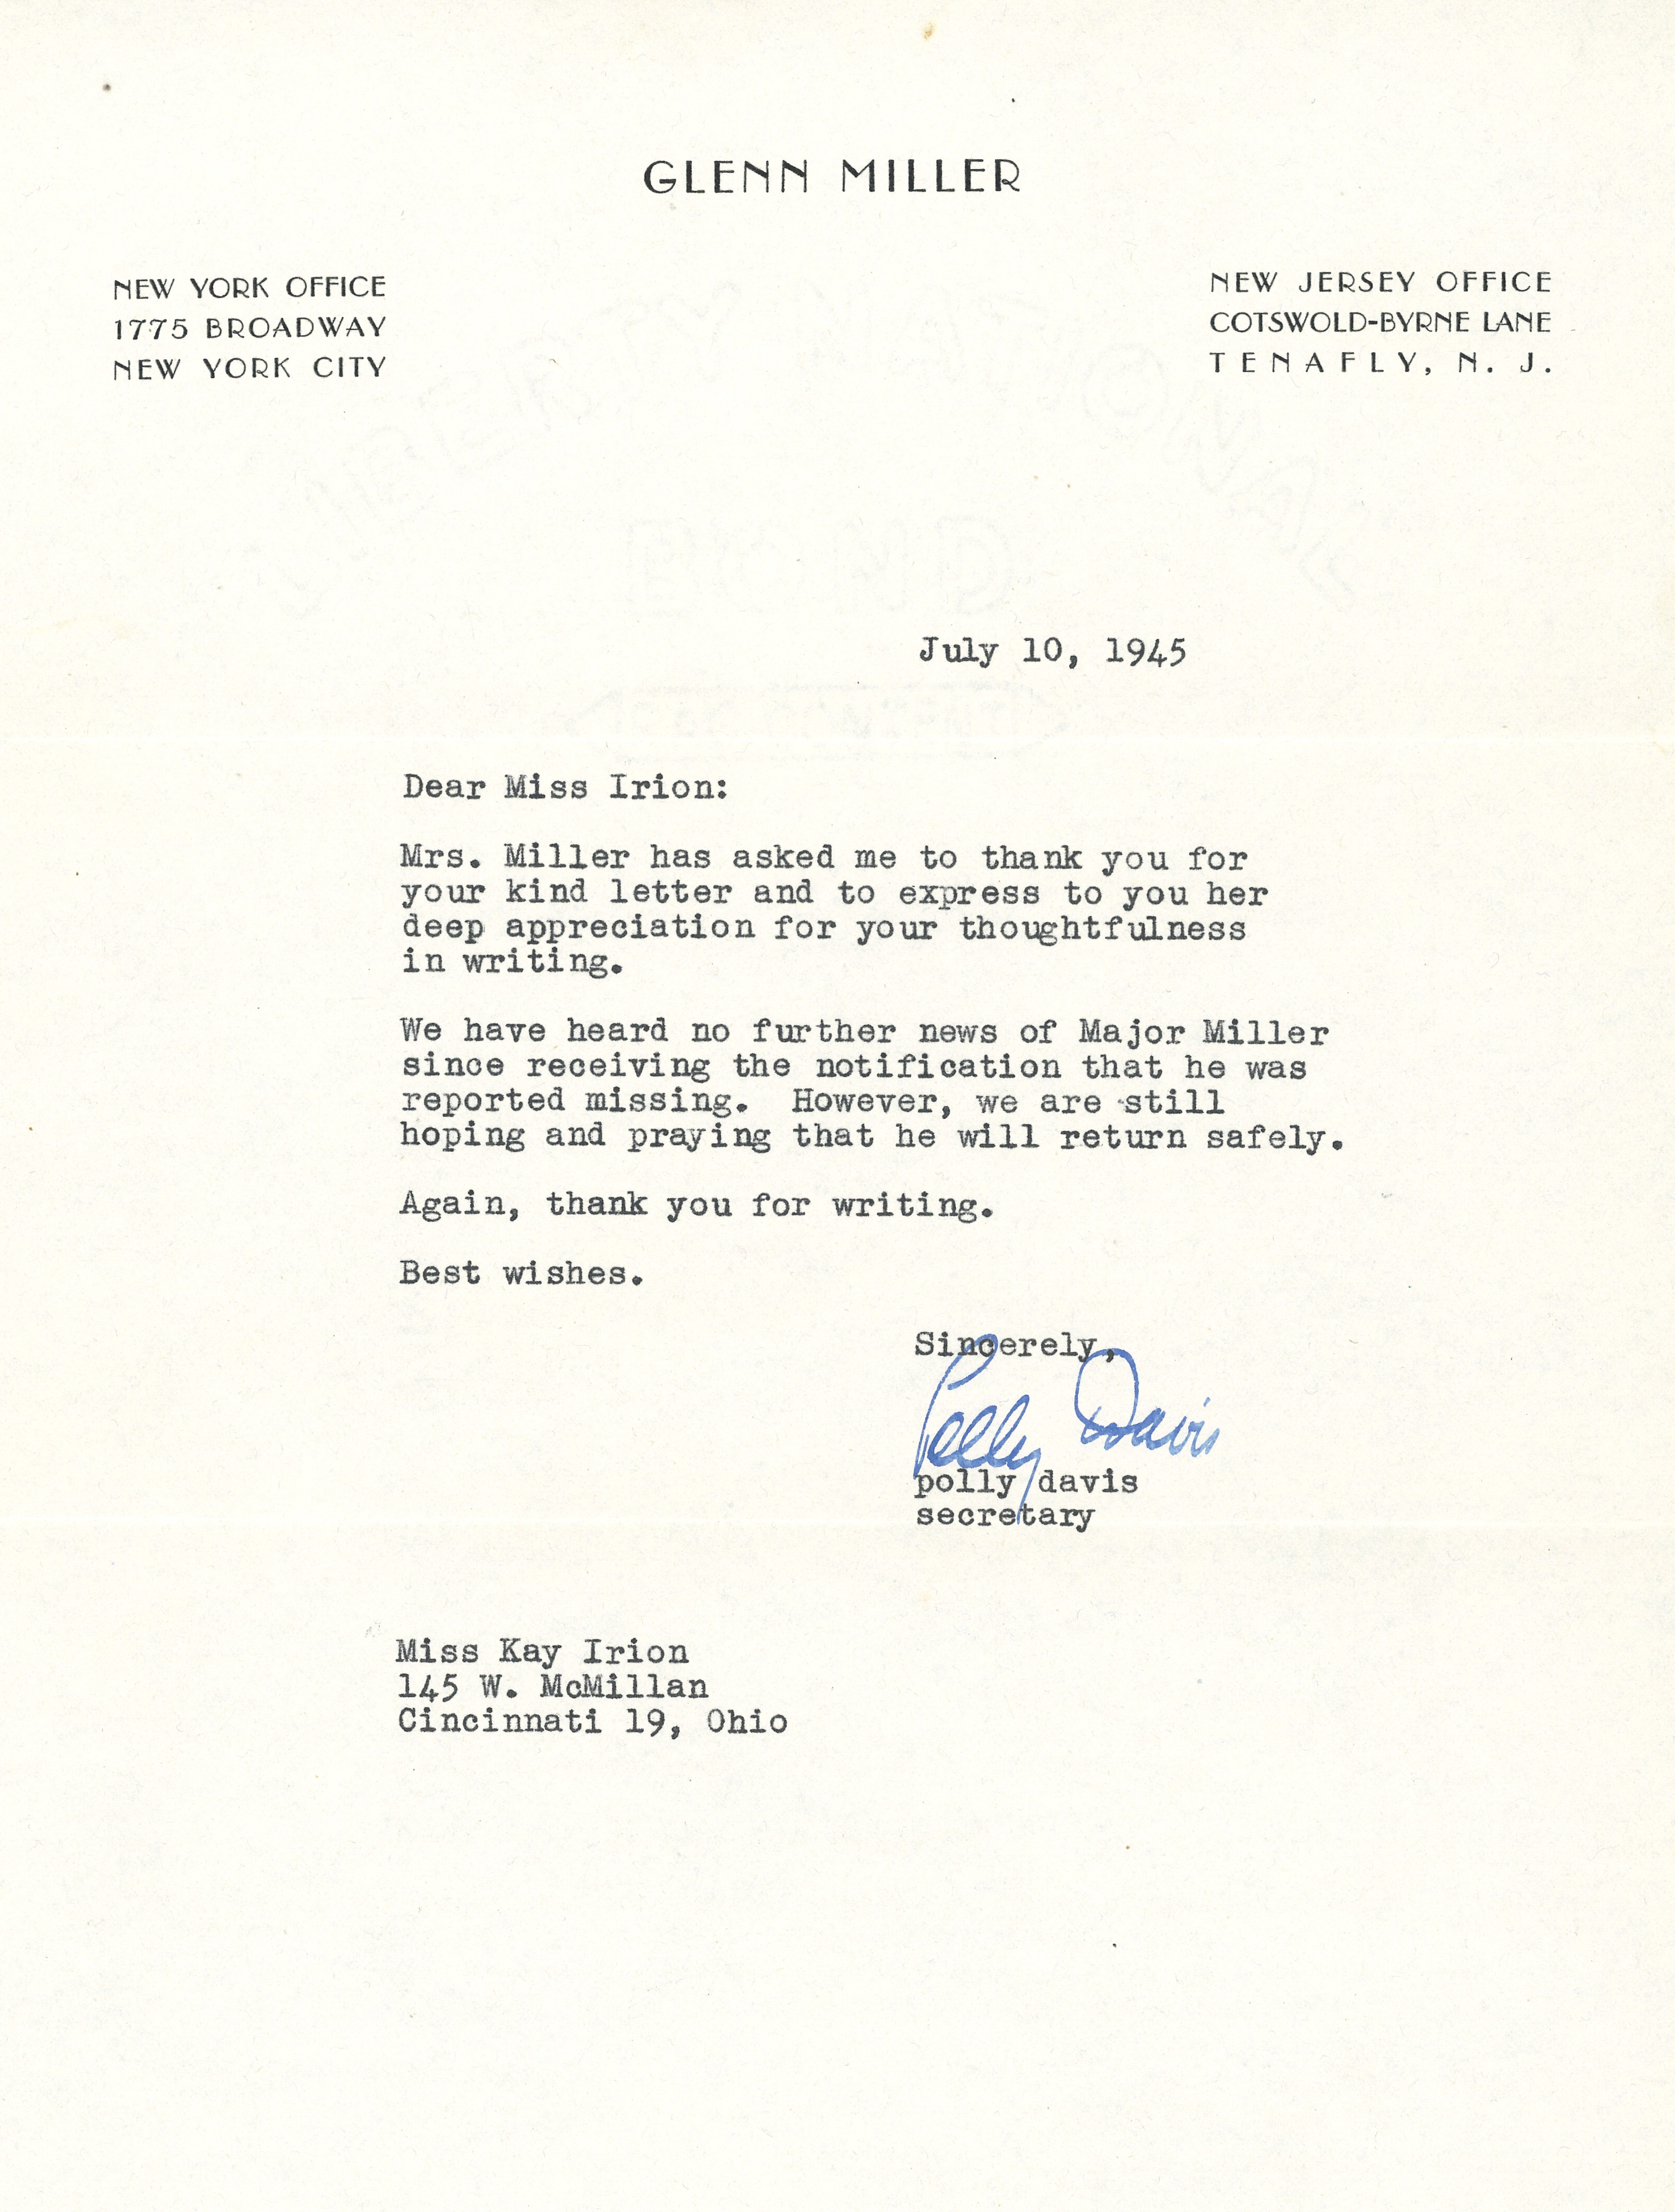 GLENN MILLER
NEW YORK OFFICE
1775 BROADWAY
NEW YORK CITY
NEW JERSEY OFFICE
COTSWOLD-BYRNE LANE
TENAFLY, N. J.
July 10, 1945
Dear Miss Irion:
Mrs. Miller has asked me to thank you for
your kind letter and to express to you her
deep appreciation for your thoughtfulness
in writing.
We have heard no further news of Major Miller
since receiving the notification that he was
reported missing. However, we are still
hoping and praying that he will return safely.
Again, thank you for writing.
Best wishes.
Sincerely,
Polly Davis
polly davis
secretary
Miss Kay Irion
145 W. McMillan
Cincinnati 19, Ohio